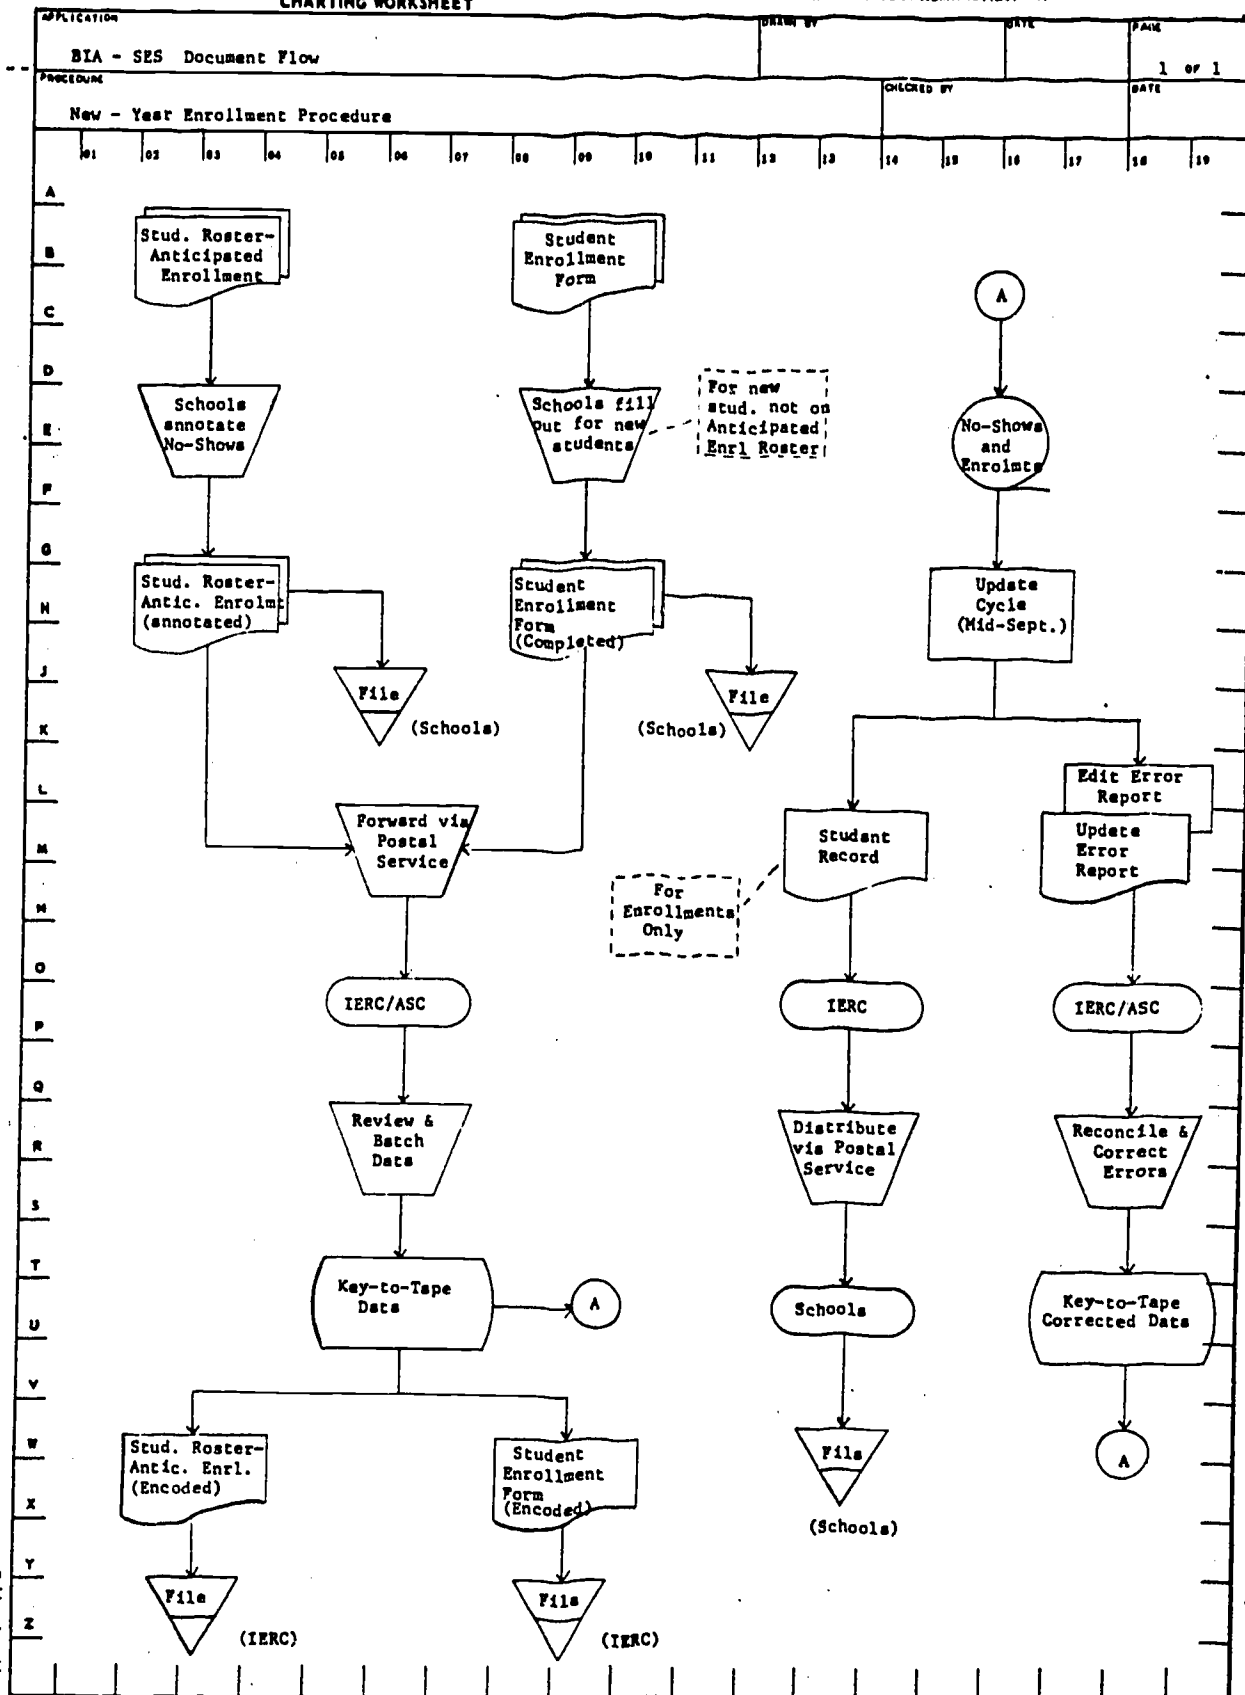 CHARTING WORKSHEET
APPLICATION
DRAWN BY
DATE
PAGE
BIA - SES Document Flow
1 OF 1
PROCEDURE
CHECKED BY
DATE
New - Year Enrollment Procedure
01 02 03 04 05 06 07 08 09 10 11 12 13 14 15 16 17 18 19
A
B
C
D
E
F
G
H
J
K
L
M
N
O
P
Q
R
S
T
U
V
W
X
Y
Z
Stud. Roster-
Anticipated
Enrollment
Schools
annotate
No-Shows
Stud. Roster-
Antic. Enrolmt
(annotated)
File
(Schools)
Student
Enrollment
Form
Schools fill
out for new
students
For new
stud. not on
Anticipated
Enrl Roster
Student
Enrollment
Form
(Completed)
File
(Schools)
Forward via
Postal
Service
IERC/ASC
Review &
Batch
Data
Key-to-Tape
Data
A
Stud. Roster-
Antic. Enrl.
(Encoded)
File
(IERC)
Student
Enrollment
Form
(Encoded)
File
(IERC)
A
No-Shows
and
Enrolmts
Update
Cycle
(Mid-Sept.)
Student
Record
For
Enrollments
Only
IERC
Distribute
via Postal
Service
Schools
File
(Schools)
Edit Error
Report
Update
Error
Report
IERC/ASC
Reconcile &
Correct
Errors
Key-to-Tape
Corrected Data
A